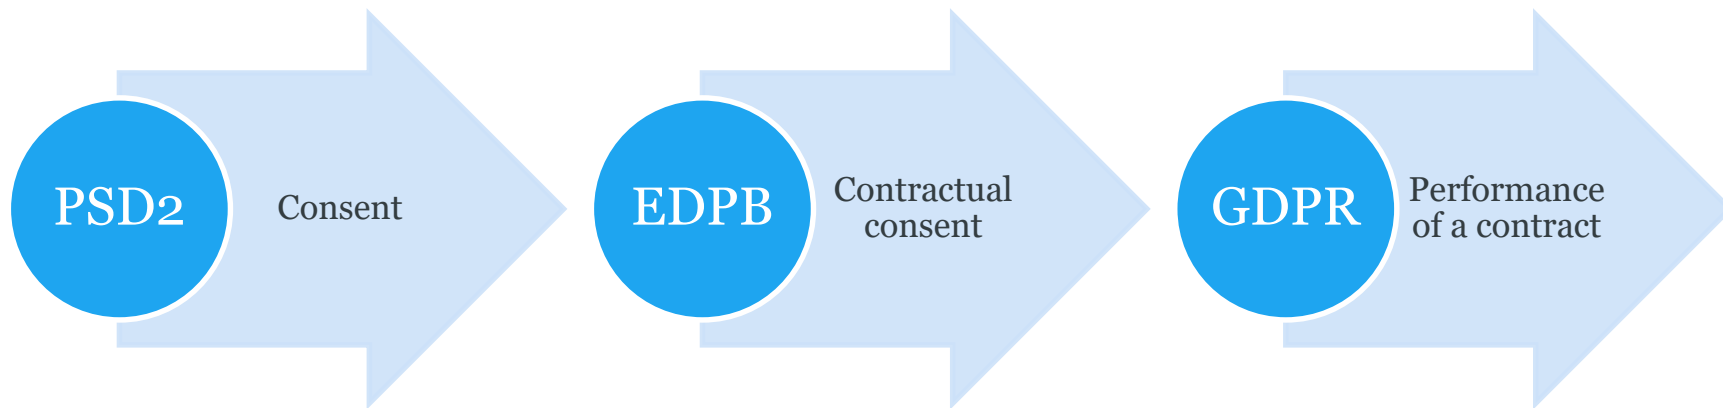 PSD2
Consent
EDPB
Contractual
consent
GDPR
Performance
of a contract